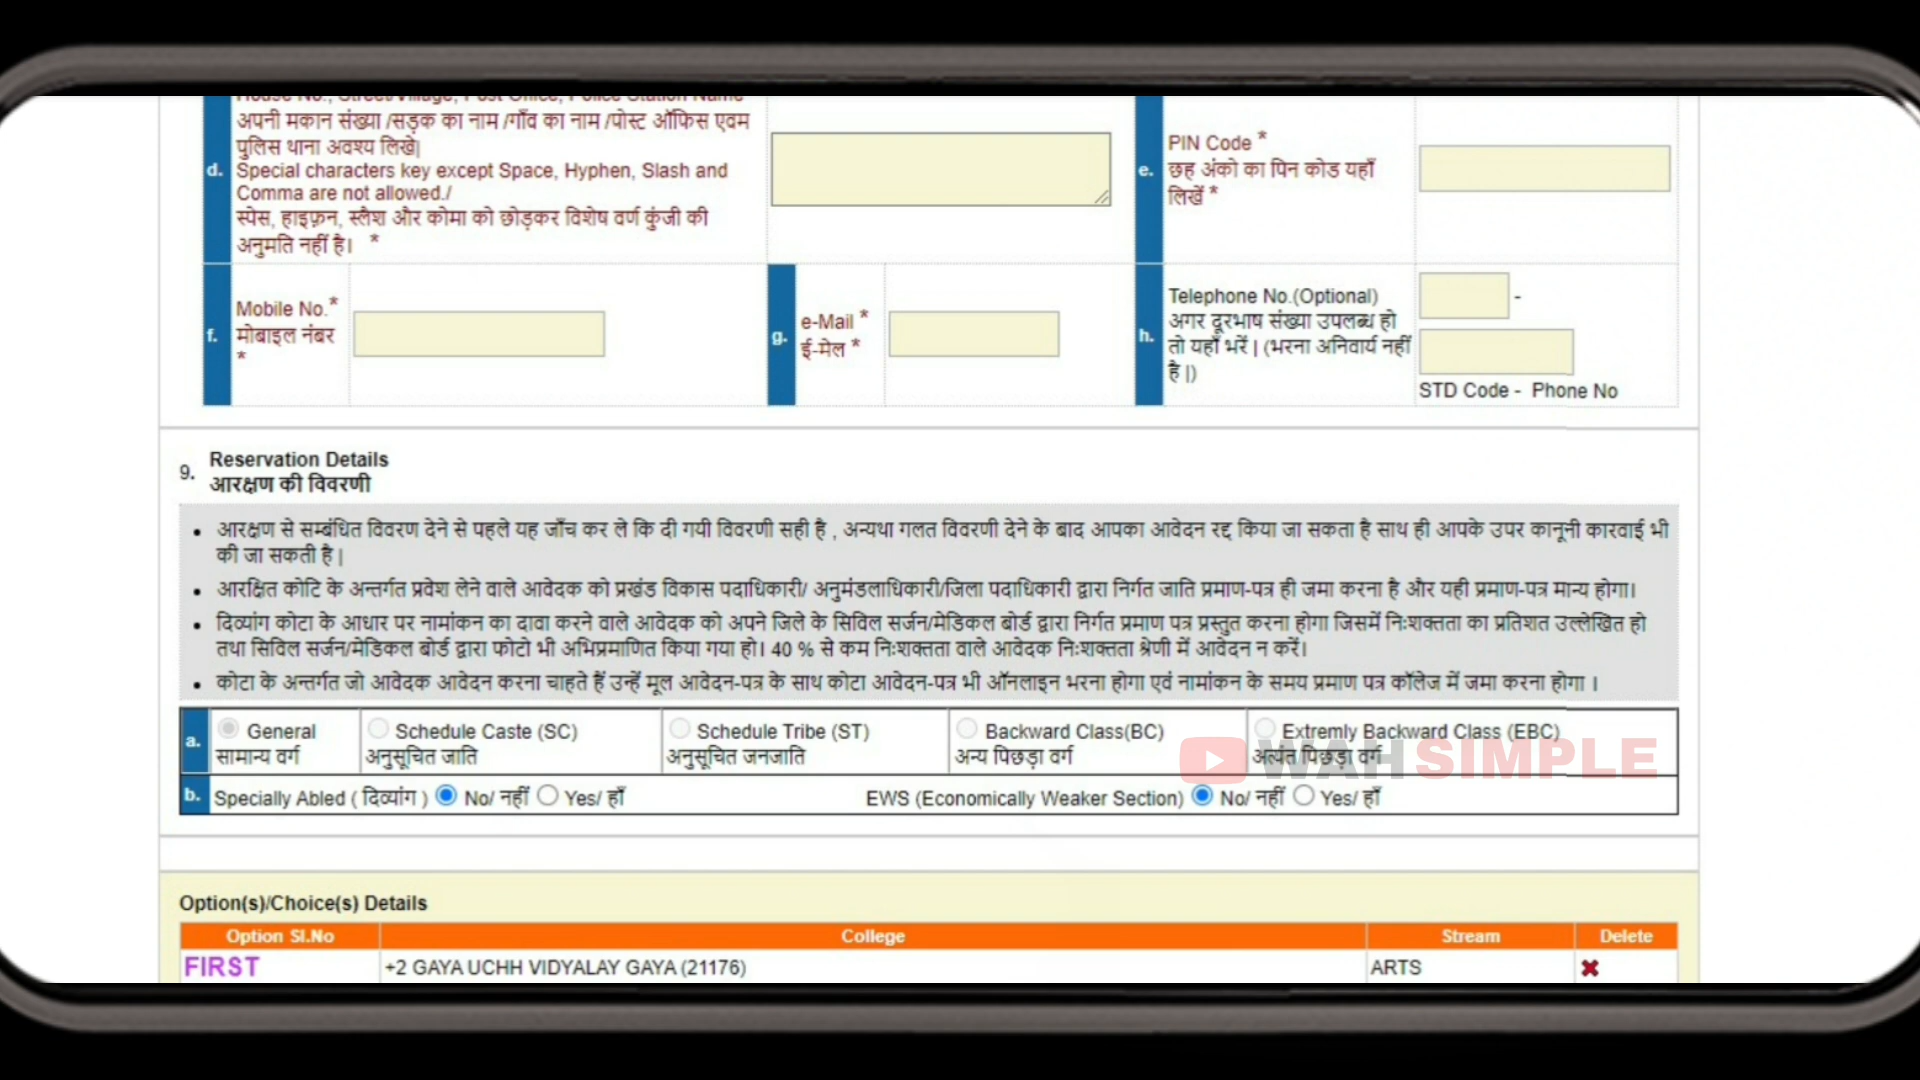 House No., Street/Village, Post Office, Police Station Name
अपनी मकान संख्या /सड़क का नाम /गाँव का नाम /पोस्ट ऑफिस एवम
पुलिस थाना अवश्य लिखे|
d. Special characters key except Space, Hyphen, Slash and
Comma are not allowed./
स्पेस, हाइफ़न, स्लैश और कोमा को छोड़कर विशेष वर्ण कुंजी की
अनुमति नहीं है। *
e. PIN Code *
छह अंको का पिन कोड यहाँ
लिखें *
f. Mobile No.*
मोबाइल नंबर
*
g. e-Mail *
ई-मेल *
h. Telephone No.(Optional)
अगर दूरभाष संख्या उपलब्ध हो
तो यहाँ भरें | (भरना अनिवार्य नहीं
है |)
-
STD Code - Phone No
9. Reservation Details
आरक्षण की विवरणी
• आरक्षण से सम्बंधित विवरण देने से पहले यह जाँच कर ले कि दी गयी विवरणी सही है , अन्यथा गलत विवरणी देने के बाद आपका आवेदन रद्द किया जा सकता है साथ ही आपके उपर कानूनी कारवाई भी
की जा सकती है |
• आरक्षित कोटि के अन्तर्गत प्रवेश लेने वाले आवेदक को प्रखंड विकास पदाधिकारी/ अनुमंडलाधिकारी/जिला पदाधिकारी द्वारा निर्गत जाति प्रमाण-पत्र ही जमा करना है और यही प्रमाण-पत्र मान्य होगा।
• दिव्यांग कोटा के आधार पर नामांकन का दावा करने वाले आवेदक को अपने जिले के सिविल सर्जन/मेडिकल बोर्ड द्वारा निर्गत प्रमाण पत्र प्रस्तुत करना होगा जिसमें निःशक्तता का प्रतिशत उल्लेखित हो
तथा सिविल सर्जन/मेडिकल बोर्ड द्वारा फोटो भी अभिप्रमाणित किया गया हो। 40 % से कम निःशक्तता वाले आवेदक निःशक्तता श्रेणी में आवेदन न करें।
• कोटा के अन्तर्गत जो आवेदक आवेदन करना चाहते हैं उन्हें मूल आवेदन-पत्र के साथ कोटा आवेदन-पत्र भी ऑनलाइन भरना होगा एवं नामांकन के समय प्रमाण पत्र कॉलेज में जमा करना होगा ।
a. General Schedule Caste (SC) Schedule Tribe (ST) Backward Class(BC) Extremly Backward Class (EBC)
सामान्य वर्ग अनुसूचित जाति अनुसूचित जनजाति अन्य पिछड़ा वर्ग अत्यंत पिछड़ा वर्ग
WAHSIMPLE
b. Specially Abled ( दिव्यांग ) No/ नहीं Yes/ हाँ EWS (Economically Weaker Section) No/ नहीं Yes/ हाँ
Option(s)/Choice(s) Details
Option Sl.No College Stream Delete
FIRST +2 GAYA UCHH VIDYALAY GAYA (21176) ARTS